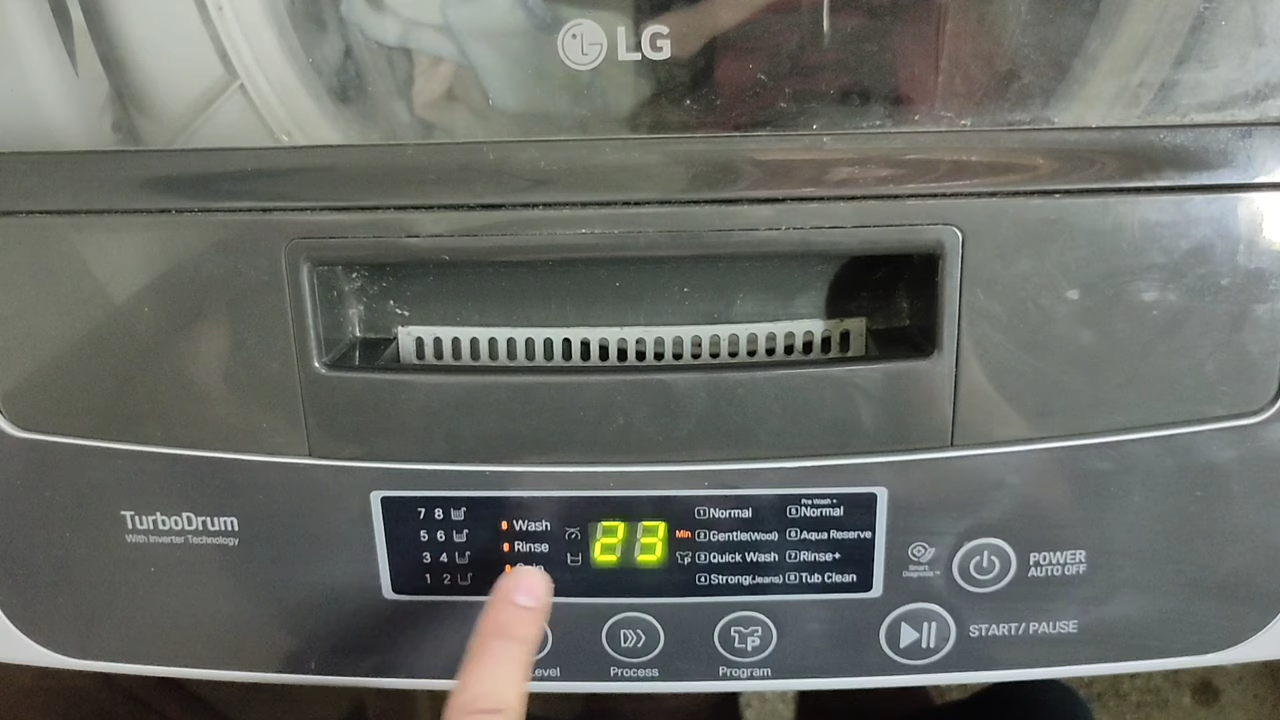 LG
TurboDrum
With Inverter Technology
7 8
5 6
3 4
1 2
Wash
Rinse
23
Min
1 Normal
2 Gentle(Wool)
3 Quick Wash
4 Strong(Jeans)
Pre Wash +
5 Normal
6 Aqua Reserve
7 Rinse+
8 Tub Clean
Smart
Diagnosis™
POWER
AUTO OFF
START/ PAUSE
Process
P
Program